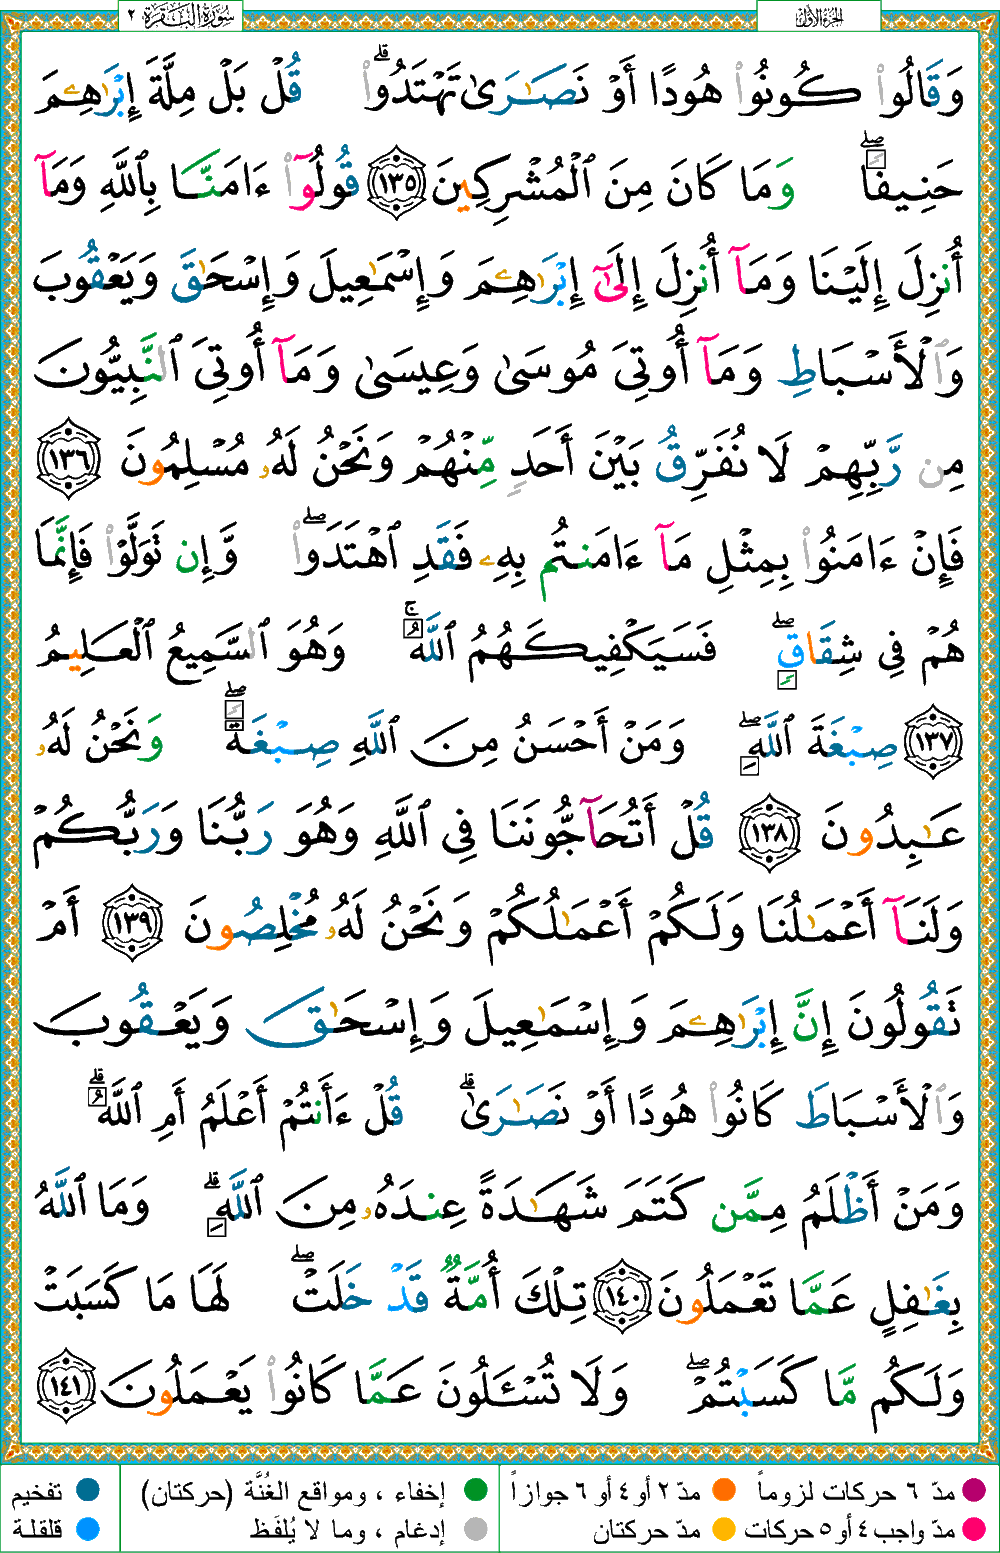 الجزء الأول
سورة البقرة ٢
وَقَالُوا۟ كُونُوا۟ هُودًا أَوْ نَصَـٰرَىٰ تَهْتَدُوا۟ ۗ قُلْ بَلْ مِلَّةَ إِبْرَٰهِـۧمَ
حَنِيفًا ۖ وَمَا كَانَ مِنَ ٱلْمُشْرِكِينَ ١٣٥ قُولُوٓا۟ ءَامَنَّـا بِٱللَّهِ وَمَآ
أُنزِلَ إِلَيْنَا وَمَآ أُنزِلَ إِلَىٰٓ إِبْرَٰهِـۧمَ وَإِسْمَـٰعِيلَ وَإِسْحَـٰقَ وَيَعْقُوبَ
وَٱلْأَسْبَاطِ وَمَآ أُوتِىَ مُوسَىٰ وَعِيسَىٰ وَمَآ أُوتِىَ ٱلنَّبِيُّونَ
مِن رَّبِّهِمْ لَا نُفَرِّقُ بَيْنَ أَحَدٍ مِّنْهُمْ وَنَحْنُ لَهُۥ مُسْلِمُونَ ١٣٦
فَإِنْ ءَامَنُوا۟ بِمِثْلِ مَآ ءَامَنتُم بِهِۦ فَقَدِ ٱهْتَدَوا۟ ۖ وَّإِن تَوَلَّوْا۟ فَإِنَّمَا
هُمْ فِى شِقَاقٍ ۖ فَسَيَكْفِيكَهُمُ ٱللَّهُ ۚ وَهُوَ ٱلسَّمِيعُ ٱلْعَلِيمُ
١٣٧ صِبْغَةَ ٱللَّهِ ۖ وَمَنْ أَحْسَنُ مِنَ ٱللَّهِ صِبْغَةً ۖ وَنَحْنُ لَهُۥ
عَـٰبِدُونَ ١٣٨ قُلْ أَتُحَآجُّونَنَا فِى ٱللَّهِ وَهُوَ رَبُّنَا وَرَبُّكُمْ
وَلَنَآ أَعْمَـٰلُنَا وَلَكُمْ أَعْمَـٰلُكُمْ وَنَحْنُ لَهُۥ مُخْلِصُونَ ١٣٩ أَمْ
تَقُولُونَ إِنَّ إِبْرَٰهِـۧمَ وَإِسْمَـٰعِيلَ وَإِسْحَـٰقَ وَيَعْقُوبَ
وَٱلْأَسْبَاطَ كَانُوا۟ هُودًا أَوْ نَصَـٰرَىٰ ۗ قُلْ ءَأَنتُمْ أَعْلَمُ أَمِ ٱللَّهُ ۗ
وَمَنْ أَظْلَمُ مِمَّن كَتَمَ شَهَـٰدَةً عِندَهُۥ مِنَ ٱللَّهِ ۗ وَمَا ٱللَّهُ
بِغَـٰفِلٍ عَمَّا تَعْمَلُونَ ١٤٠ تِلْكَ أُمَّةٌ قَدْ خَلَتْ ۖ لَهَا مَا كَسَبَتْ
وَلَكُم مَّا كَسَبْتُمْ ۖ وَلَا تُسْـَٔلُونَ عَمَّا كَانُوا۟ يَعْمَلُونَ ١٤١
مدّ ٦ حركات لزوماً مدّ ٢ أو ٤ أو ٦ جوازاً إخفاء ، ومواقع الغُنَّة (حركتان) تفخيم
مدّ واجب ٤ أو ٥ حركات مدّ حركتان إدغام ، وما لا يُلفَظ قلقلة